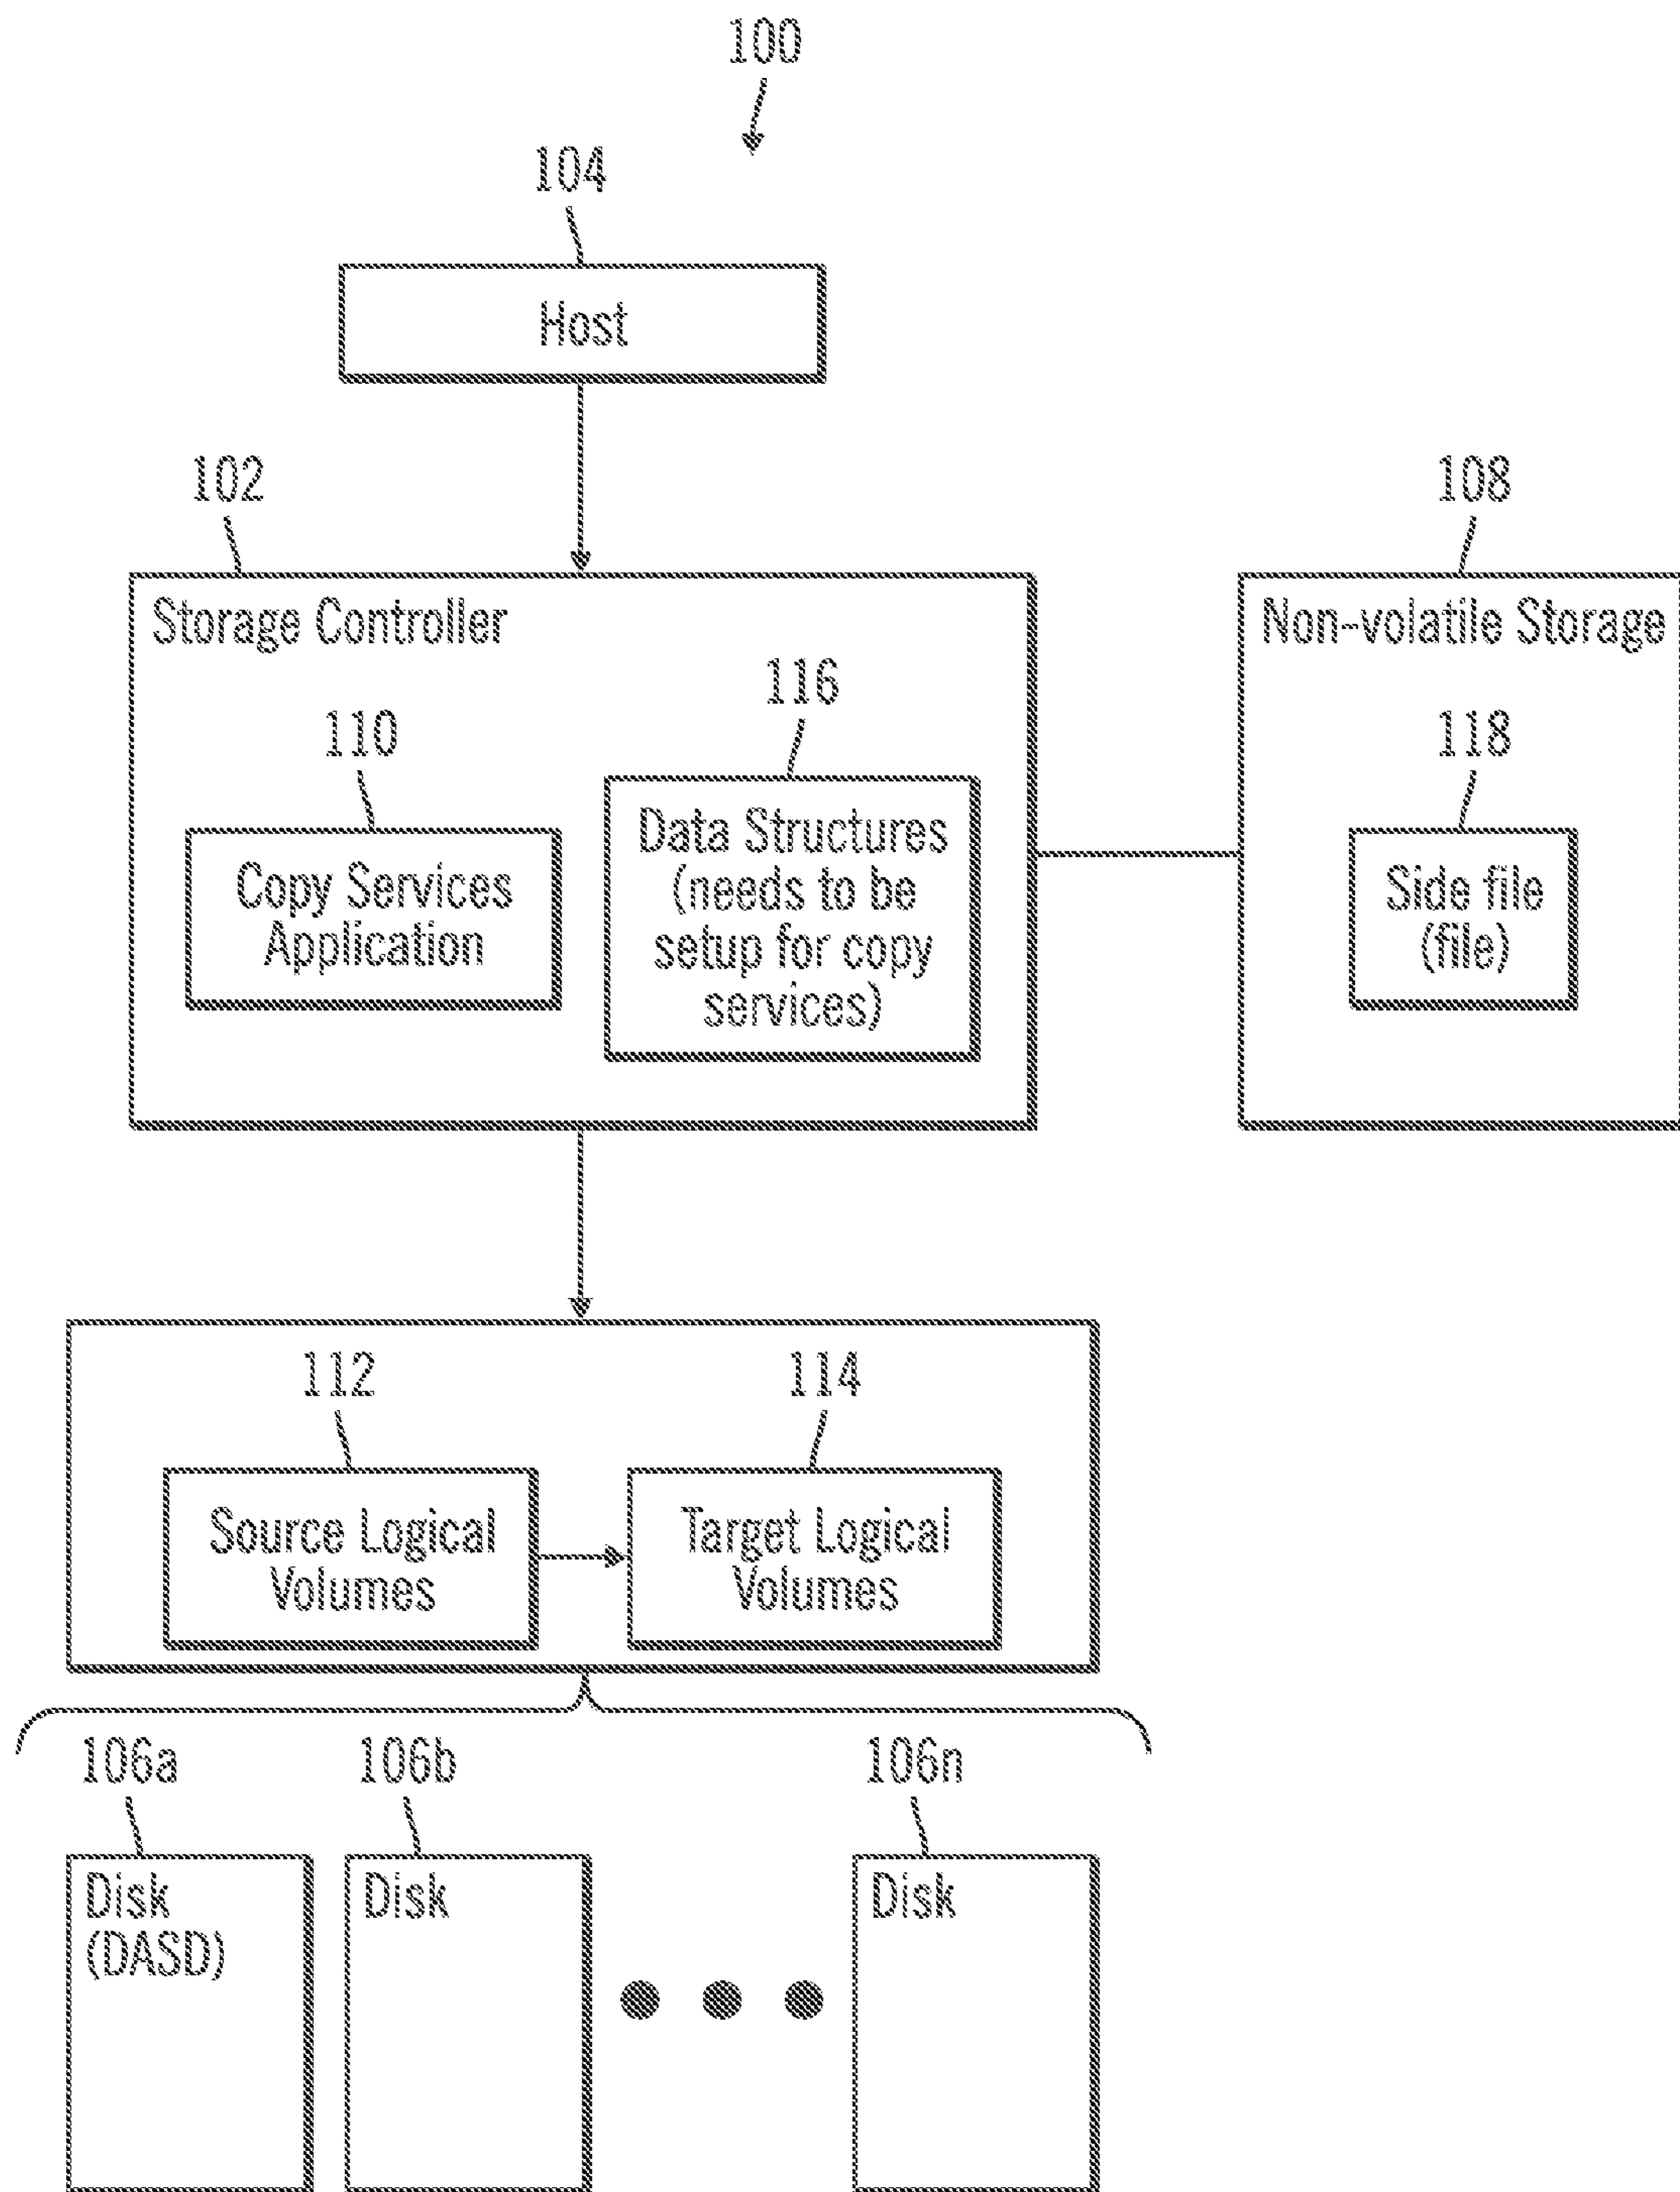 100
104
Host
102
108
Storage Controller
Non-volatile Storage
116
110
118
Data Structures
(needs to be
setup for copy
services)
Copy Services
Application
Side file
(file)
112
114
Source Logical
Volumes
Target Logical
Volumes
106a
106b
106n
Disk
(DASD)
Disk
Disk